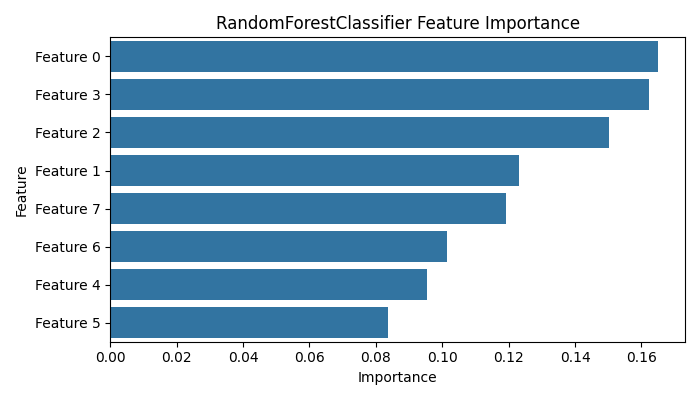 RandomForestClassifier Feature Importance
Feature
Feature 0
Feature 3
Feature 2
Feature 1
Feature 7
Feature 6
Feature 4
Feature 5
0.00 0.02 0.04 0.06 0.08 0.10 0.12 0.14 0.16
Importance